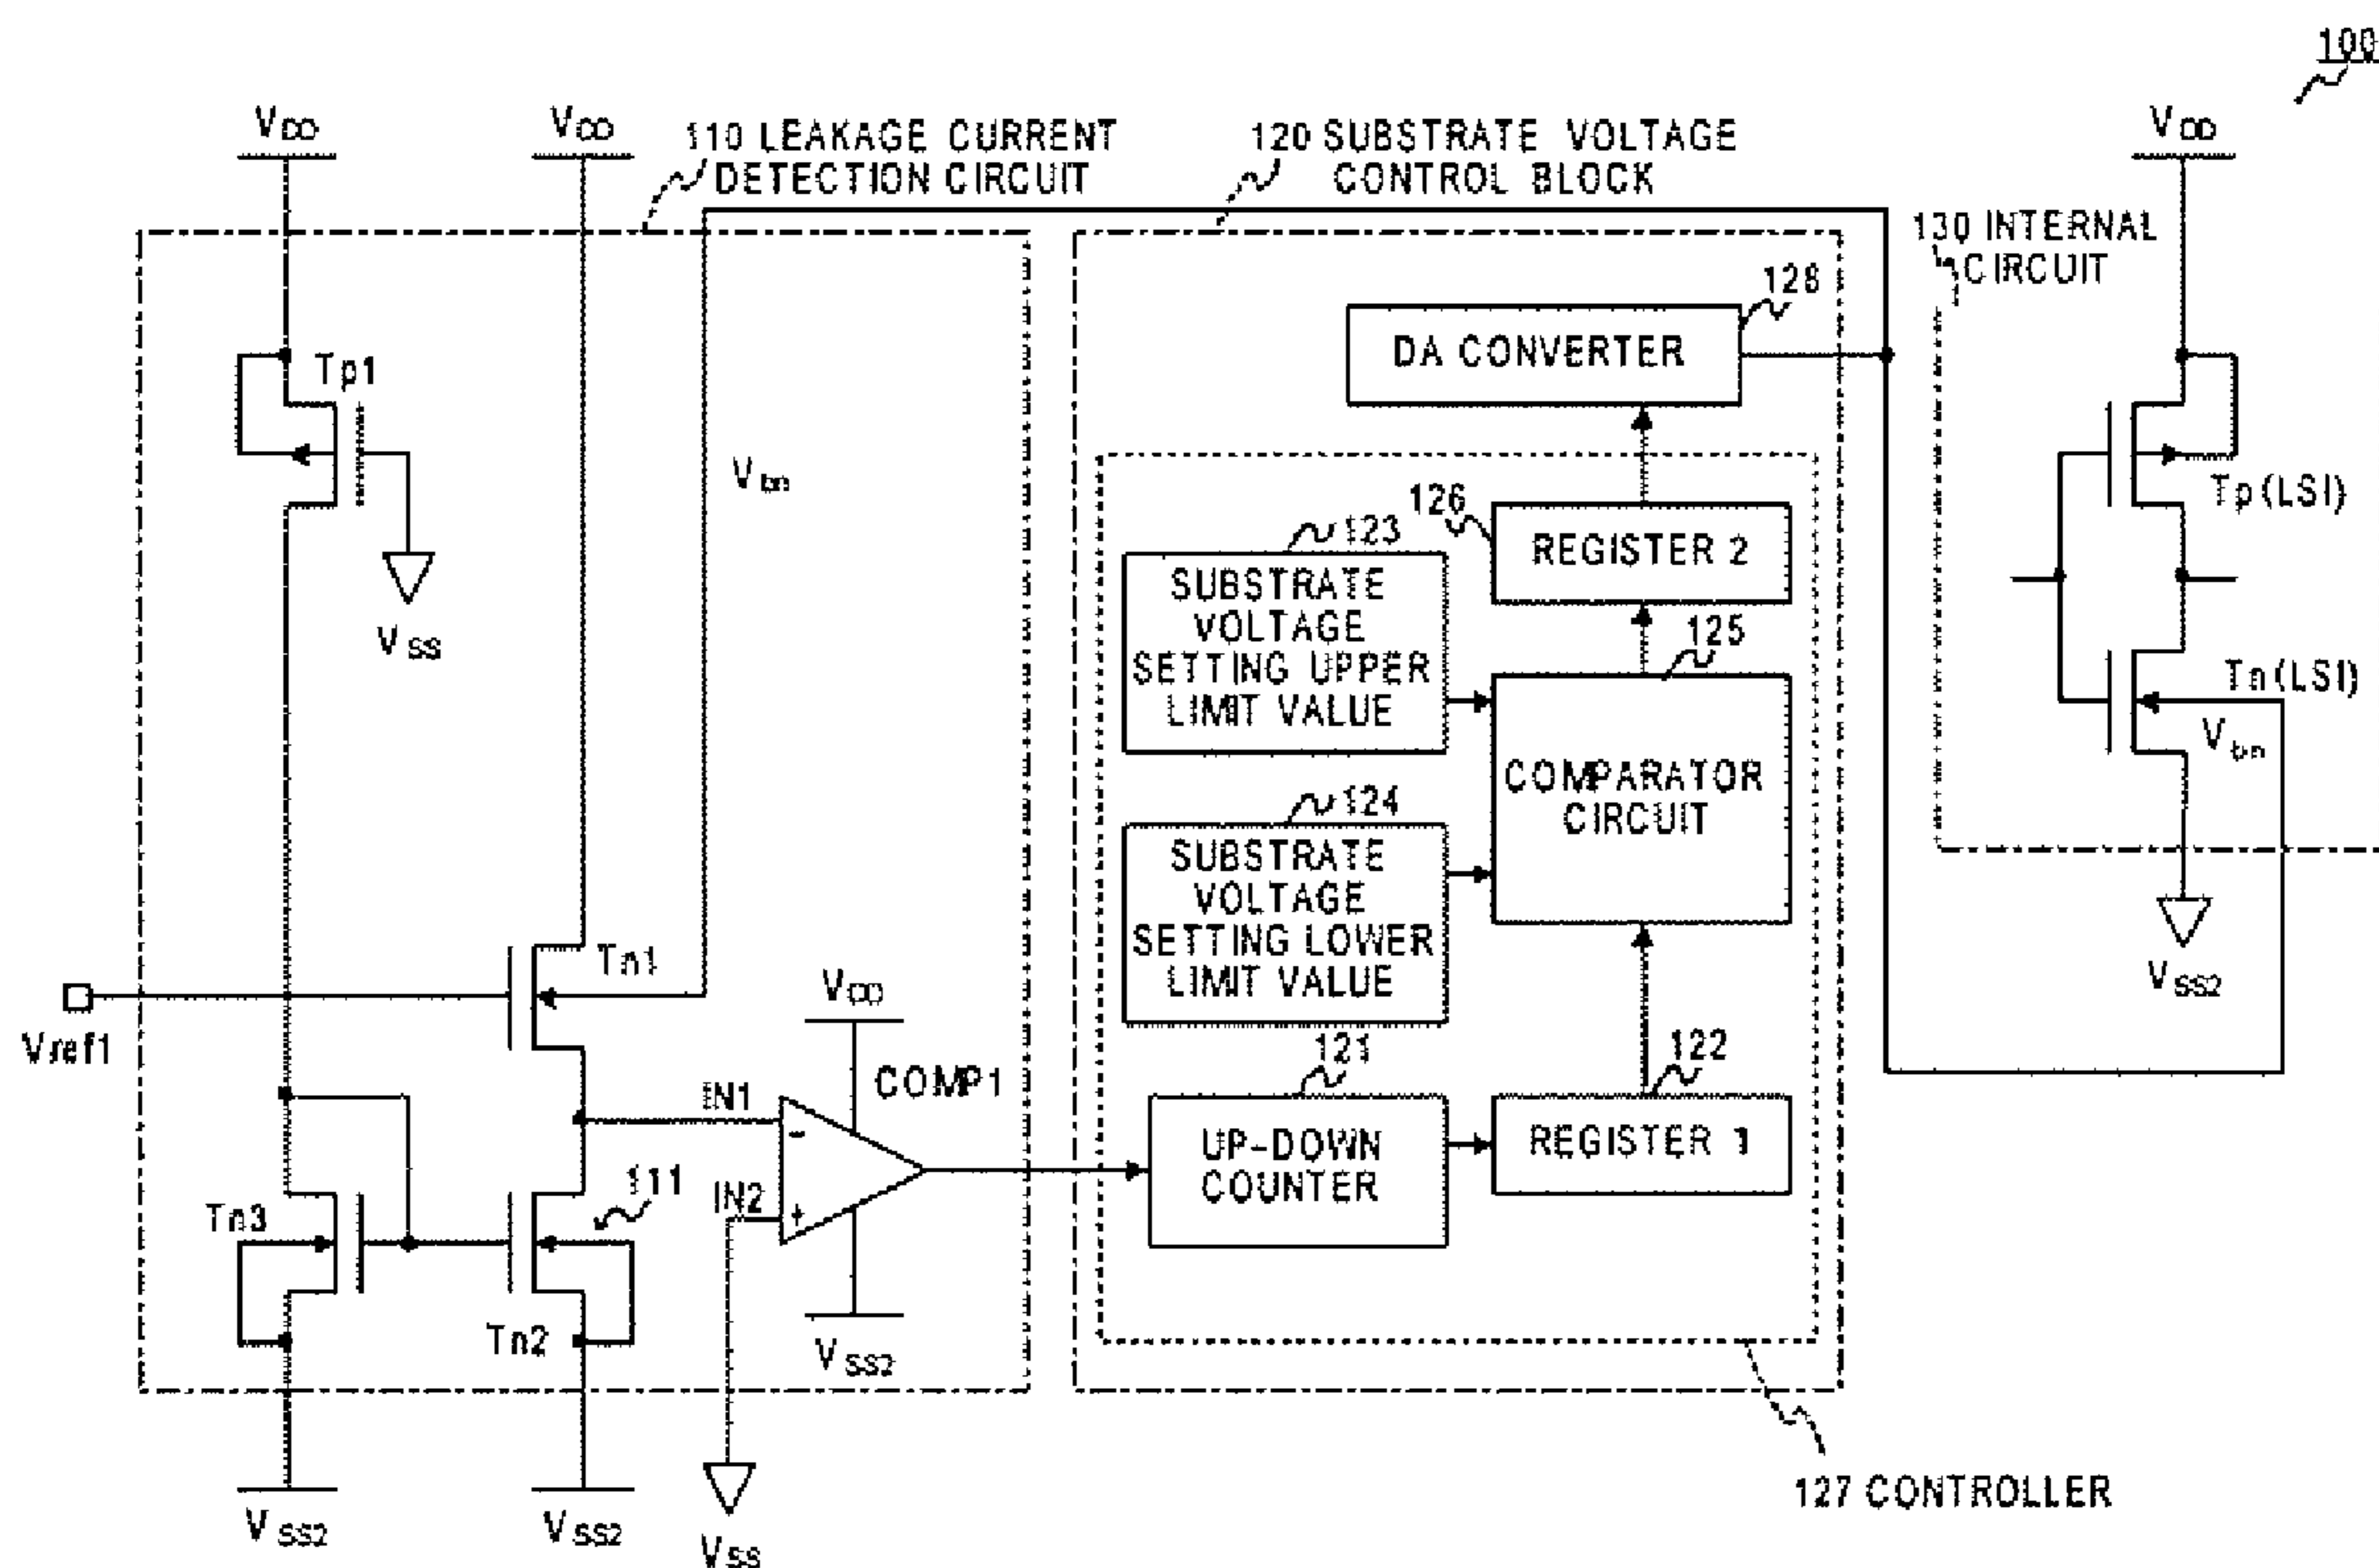 100
VDD
VDD
110 LEAKAGE CURRENT
DETECTION CIRCUIT
120 SUBSTRATE VOLTAGE
CONTROL BLOCK
VDD
130 INTERNAL
CIRCUIT
128
DA CONVERTER
Tp1
Vbn
VSS
126
REGISTER 2
Tp(LSI)
123
SUBSTRATE
VOLTAGE
SETTING UPPER
LIMIT VALUE
125
COMPARATOR
CIRCUIT
Tn(LSI)
Vbn
124
SUBSTRATE
VOLTAGE
SETTING LOWER
LIMIT VALUE
VSS2
Tn1
Vref1
VDD
COMP1
IN1
-
IN2
+
VSS2
121
UP-DOWN
COUNTER
122
REGISTER 1
Tn3
111
Tn2
VSS2
VSS2
VSS
127 CONTROLLER